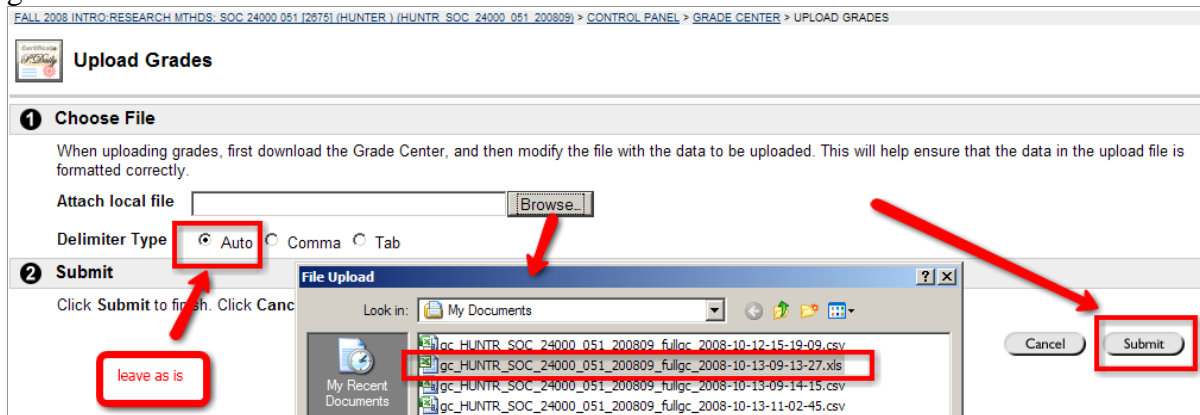 FALL 2008 INTRO:RESEARCH MTHDS: SOC 24000 051 [2675] (HUNTER ) (HUNTR_SOC_24000_051_200809) > CONTROL PANEL > GRADE CENTER > UPLOAD GRADES
Upload Grades
1 Choose File
When uploading grades, first download the Grade Center, and then modify the file with the data to be uploaded. This will help ensure that the data in the upload file is
formatted correctly.
Attach local file Browse...
Delimiter Type Auto Comma Tab
2 Submit
Click Submit to finish. Click Canc
File Upload
Look in: My Documents
gc_HUNTR_SOC_24000_051_200809_fullgc_2008-10-12-15-19-09.csv
gc_HUNTR_SOC_24000_051_200809_fullgc_2008-10-13-09-13-27.xls
gc_HUNTR_SOC_24000_051_200809_fullgc_2008-10-13-09-14-15.csv
gc_HUNTR_SOC_24000_051_200809_fullgc_2008-10-13-11-02-45.csv
My Recent
Documents
Cancel Submit
leave as is